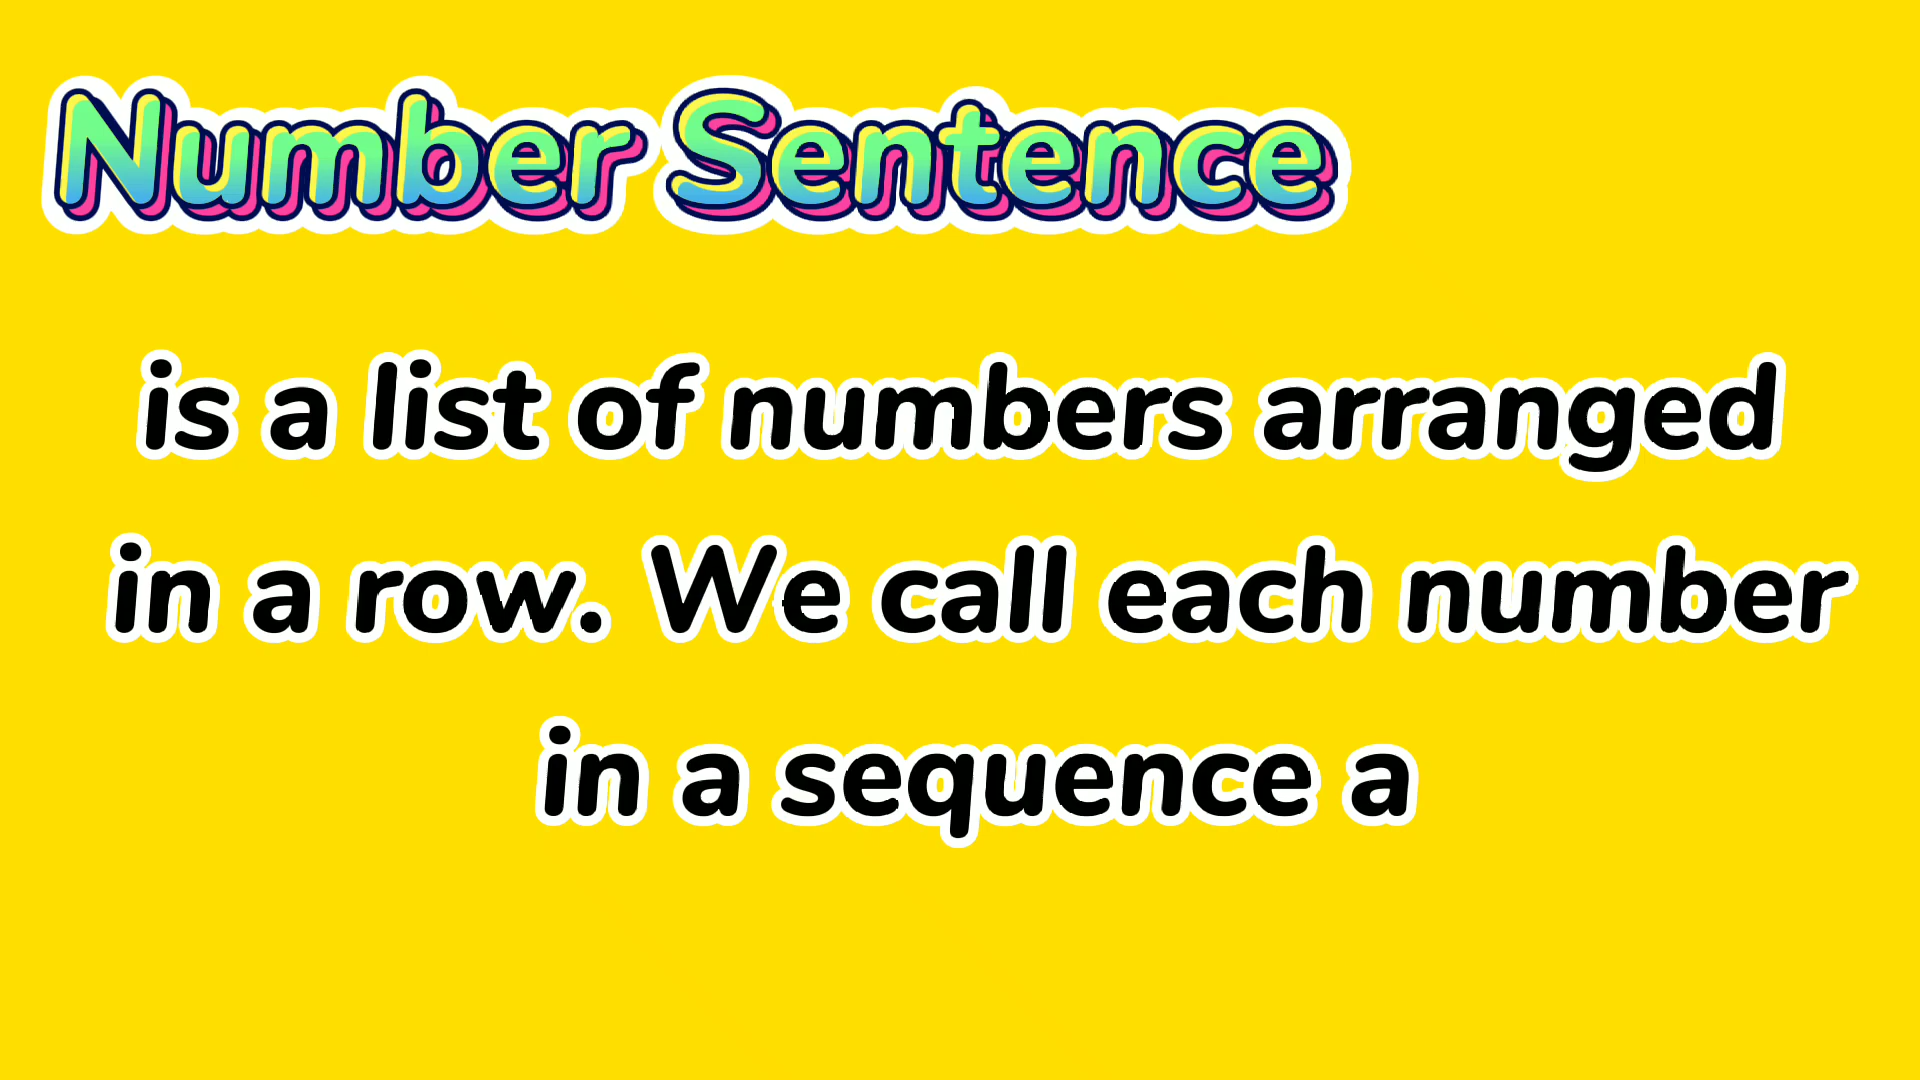 Number Sentence
is a list of numbers arranged
in a row. We call each number
in a sequence a